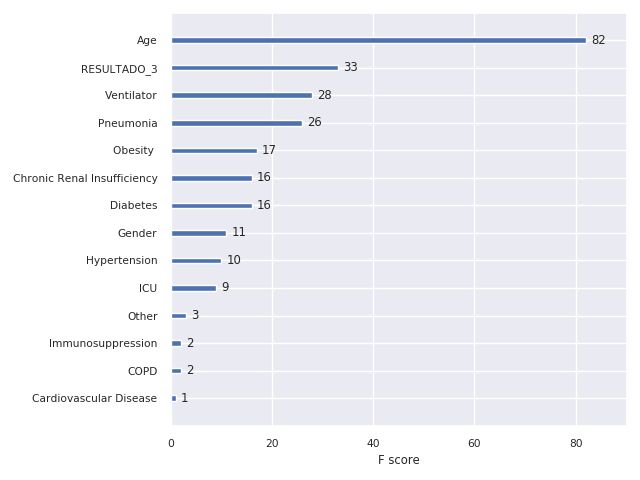 Age 82
RESULTADO_3 33
Ventilator 28
Pneumonia 26
Obesity 17
Chronic Renal Insufficiency 16
Diabetes 16
Gender 11
Hypertension 10
ICU 9
Other 3
Immunosuppression 2
COPD 2
Cardiovascular Disease 1
0 20 40 60 80
F score